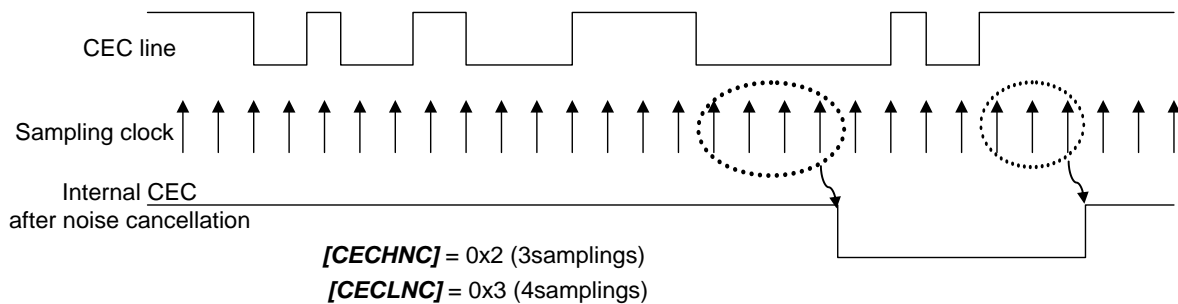 CEC line
Sampling clock
Internal CEC
after noise cancellation
[CECHNC] = 0x2 (3samplings)
[CECLNC] = 0x3 (4samplings)